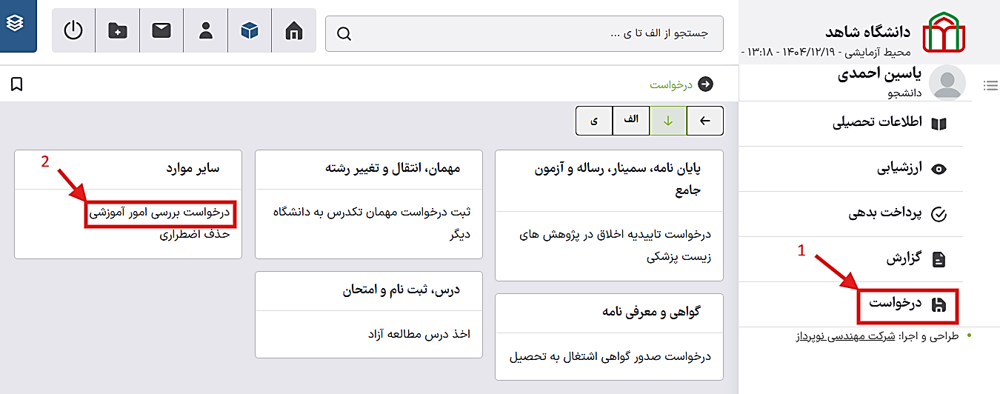 دانشگاه شاهد
محیط آزمایشی - ۱۴۰۴/۱۲/۱۹ - ۱۳:۱۸ -
جستجو از الف تا ی ...
یاسین احمدی
دانشجو
اطلاعات تحصیلی
ارزشیابی
پرداخت بدهی
گزارش
1
درخواست
طراحی و اجرا: شرکت مهندسی نوپرداز
درخواست
الف
ی
پایان نامه، سمینار، رساله و آزمون
جامع
درخواست تاییدیه اخلاق در پژوهش های
زیست پزشکی
گواهی و معرفی نامه
درخواست صدور گواهی اشتغال به تحصیل
مهمان، انتقال و تغییر رشته
ثبت درخواست مهمان تکدرس به دانشگاه
دیگر
درس، ثبت نام و امتحان
اخذ درس مطالعه آزاد
سایر موارد
2
درخواست بررسی امور آموزشی
حذف اضطراری